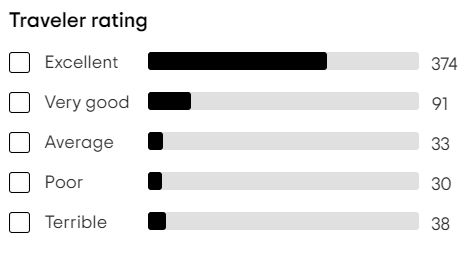 Traveler rating
Excellent 374
Very good 91
Average 33
Poor 30
Terrible 38